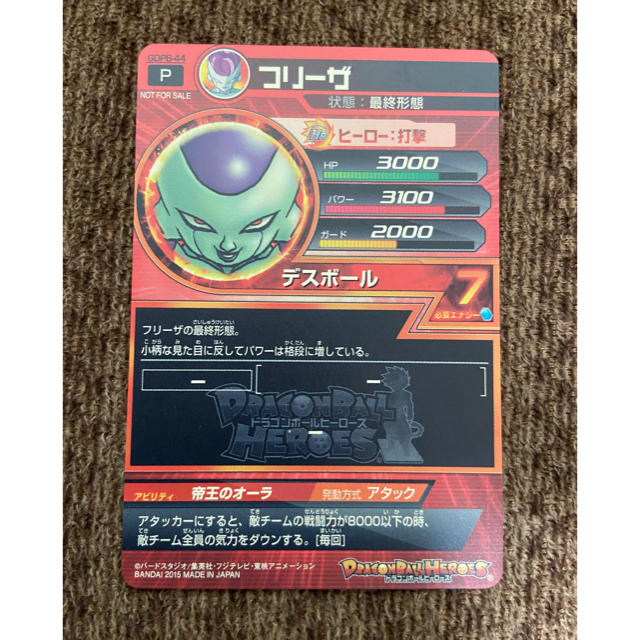 GDPB-44
P
NOT FOR SALE
フリーザ
状態：最終形態
ヒーロー：打撃
HP 3000
パワー 3100
ガード 2000
デスボール
7
必要エナジー
フリーザの最終形態。
小柄な見た目に反してパワーは格段に増している。
ー
ー
DRAGONBALL
ドラゴンボールヒーローズ
HEROES
ー
アビリティ 帝王のオーラ 発動方式 アタック
アタッカーにすると、敵チームの戦闘力が8000以下の時、
敵チーム全員の気力をダウンする。[毎回]
©バードスタジオ/集英社・フジテレビ・東映アニメーション
BANDAI 2015 MADE IN JAPAN
DRAGONBALL HEROES
ドラゴンボールヒーローズ